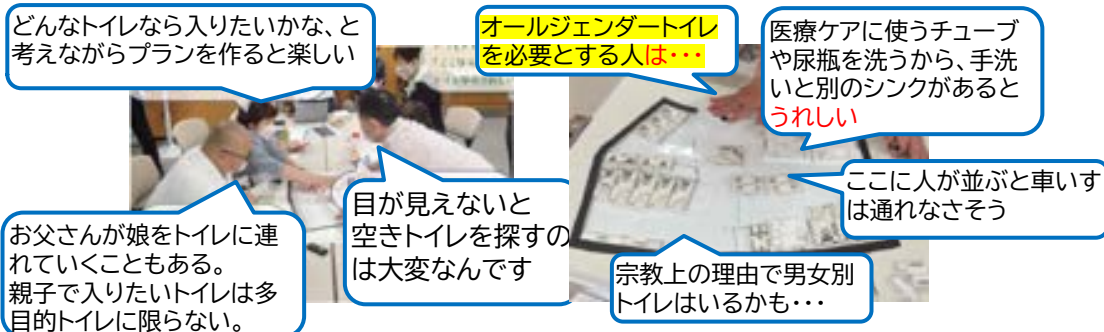 どんなトイレなら入りたいかな、と
考えながらプランを作ると楽しい
オールジェンダートイレ
を必要とする人は・・・
医療ケアに使うチューブ
や尿瓶を洗うから、手洗
いと別のシンクがあると
うれしい
お父さんが娘をトイレに連
れていくこともある。
親子で入りたいトイレは多
目的トイレに限らない。
目が見えないと
空きトイレを探すの
は大変なんです
ここに人が並ぶと車いす
は通れなさそう
宗教上の理由で男女別
トイレはいるかも・・・